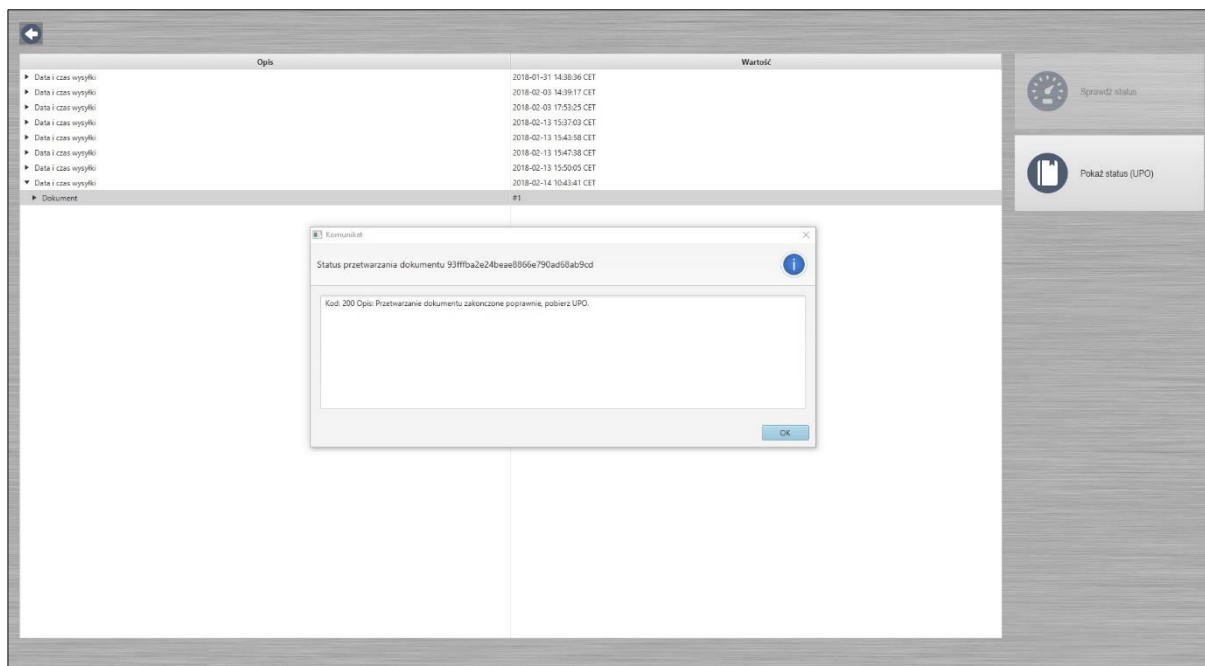 Opis Wartość
Data i czas wysyłki 2018-01-31 14:38:36 CET
Data i czas wysyłki 2018-02-03 14:39:17 CET
Data i czas wysyłki 2018-02-03 17:53:25 CET
Data i czas wysyłki 2018-02-13 15:37:03 CET
Data i czas wysyłki 2018-02-13 15:43:58 CET
Data i czas wysyłki 2018-02-13 15:47:38 CET
Data i czas wysyłki 2018-02-13 15:50:05 CET
Data i czas wysyłki 2018-02-14 10:43:41 CET
Dokument #1
Sprawdź status
Pokaż status (UPO)
Komunikat
Status przetwarzania dokumentu 93fffba2e24beae8866e790ad68ab9cd
Kod: 200 Opis: Przetwarzanie dokumentu zakonczone poprawnie, pobierz UPO.
OK